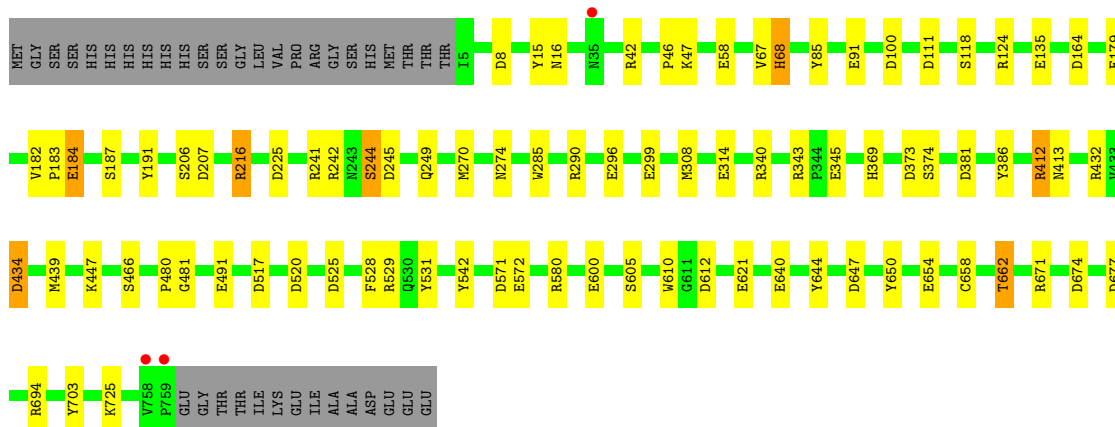 MET GLY SER SER HIS HIS HIS HIS HIS HIS SER SER GLY LEU VAL PRO ARG GLY SER HIS MET THR THR THR I5 D8 Y15 N16 N35 R42 P46 K47 E58 V67 H68 Y85 E91 D100 D111 S118 R124 E135 D164
V182 P183 E184 S187 Y191 S206 D207 R216 D225 R241 R242 N243 S244 D245 Q249 M270 N274 W285 R290 E296 E299 M308 E314 R340 R343 P344 E345 H369 D373 S374 D381 Y386 R412 N413 R432 V433
D434 M439 K447 S466 P480 G481 E491 D517 D520 D525 F528 R529 Q530 Y531 Y542 D571 E572 R580 E600 S605 W610 G611 D612 E621 E640 Y644 D647 Y650 E654 C658 T662 R671 D674 D677
R694 Y703 K725 V758 P759 GLU GLY THR THR ILE LYS GLU ILE ALA ALA ASP GLU GLU GLU